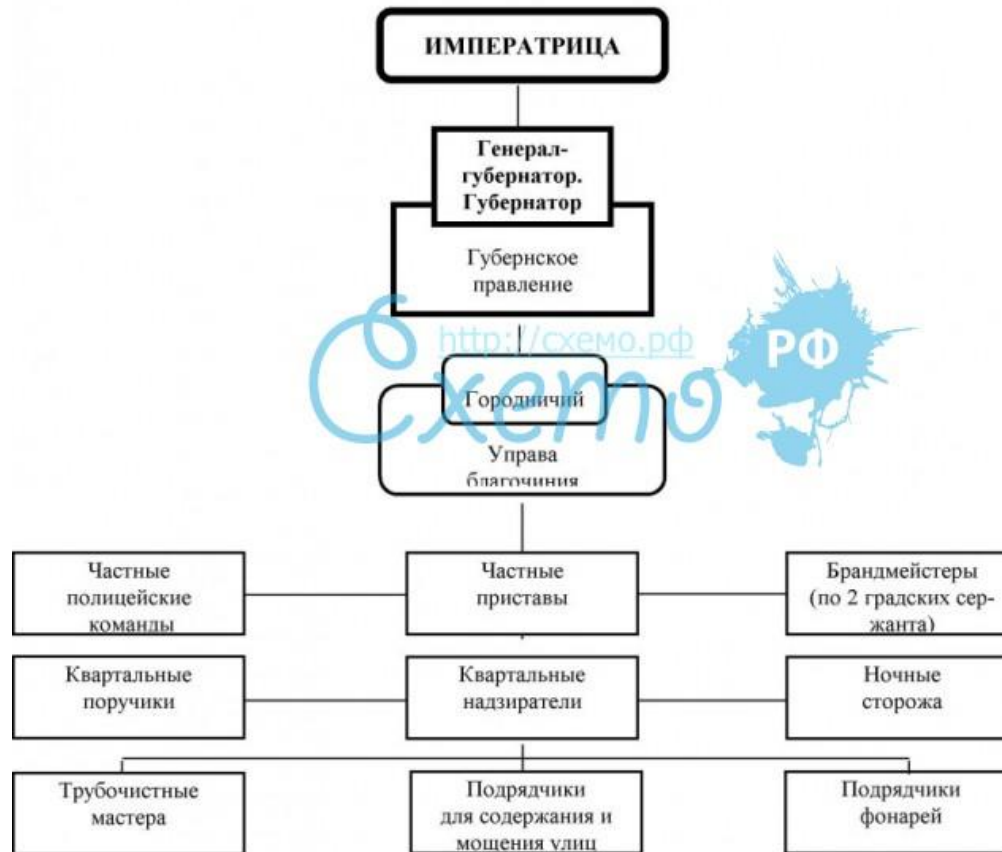 ИМПЕРАТРИЦА
Генерал-
губернатор.
Губернатор
Губернское
правление
http://схемо.рф
РФ
Схемо
Городничий
Управа
благочиния
Частные
полицейские
команды
Частные
приставы
Брандмейстеры
(по 2 градских сер-
жанта)
Квартальные
поручики
Квартальные
надзиратели
Ночные
сторожа
Трубочистные
мастера
Подрядчики
для содержания и
мощения улиц
Подрядчики
фонарей